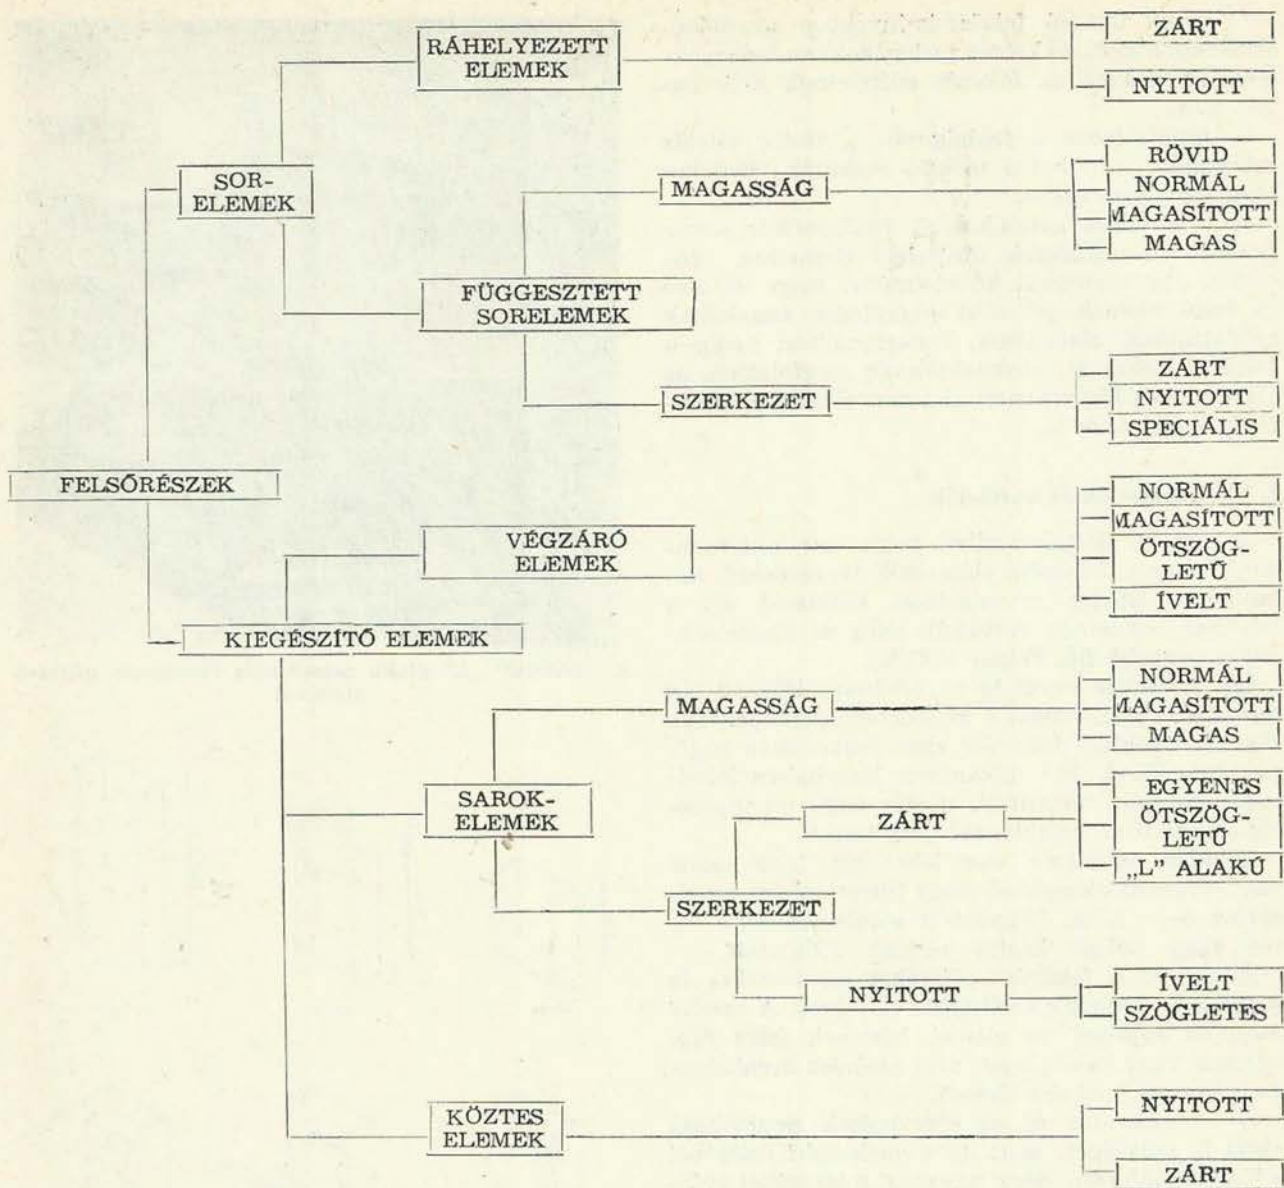 RÁHELYEZETT
ELEMEK
ZÁRT
NYITOTT
SOR-
ELEMEK
MAGASSÁG
RÖVID
NORMÁL
MAGASÍTOTT
MAGAS
FÜGGESZTETT
SORELEMEK
SZERKEZET
ZÁRT
NYITOTT
SPECIÁLIS
FELSŐRÉSZEK
VÉGZÁRÓ
ELEMEK
NORMÁL
MAGASÍTOTT
ÖTSZÖG-
LETŰ
ÍVELT
KIEGÉSZÍTŐ ELEMEK
MAGASSÁG
NORMÁL
MAGASÍTOTT
MAGAS
SAROK-
ELEMEK
ZÁRT
EGYENES
ÖTSZÖG-
LETŰ
„L” ALAKÚ
SZERKEZET
NYITOTT
ÍVELT
SZÖGLETES
KÖZTES
ELEMEK
NYITOTT
ZÁRT